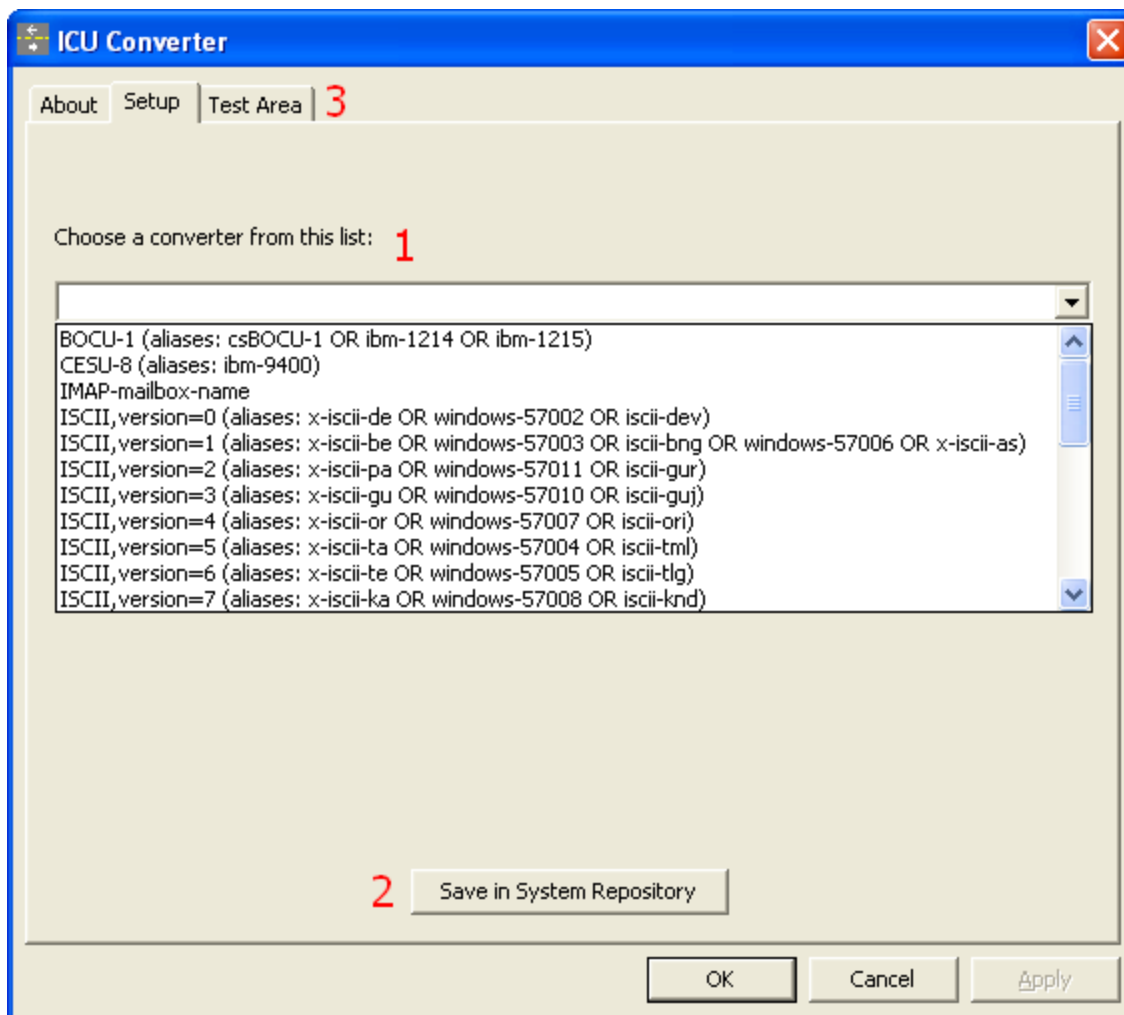 ICU Converter
About Setup Test Area 3
Choose a converter from this list: 1
BOCU-1 (aliases: csBOCU-1 OR ibm-1214 OR ibm-1215)
CESU-8 (aliases: ibm-9400)
IMAP-mailbox-name
ISCII,version=0 (aliases: x-iscii-de OR windows-57002 OR iscii-dev)
ISCII,version=1 (aliases: x-iscii-be OR windows-57003 OR iscii-bng OR windows-57006 OR x-iscii-as)
ISCII,version=2 (aliases: x-iscii-pa OR windows-57011 OR iscii-gur)
ISCII,version=3 (aliases: x-iscii-gu OR windows-57010 OR iscii-guj)
ISCII,version=4 (aliases: x-iscii-or OR windows-57007 OR iscii-ori)
ISCII,version=5 (aliases: x-iscii-ta OR windows-57004 OR iscii-tml)
ISCII,version=6 (aliases: x-iscii-te OR windows-57005 OR iscii-tlg)
ISCII,version=7 (aliases: x-iscii-ka OR windows-57008 OR iscii-knd)
2 Save in System Repository
OK Cancel Apply